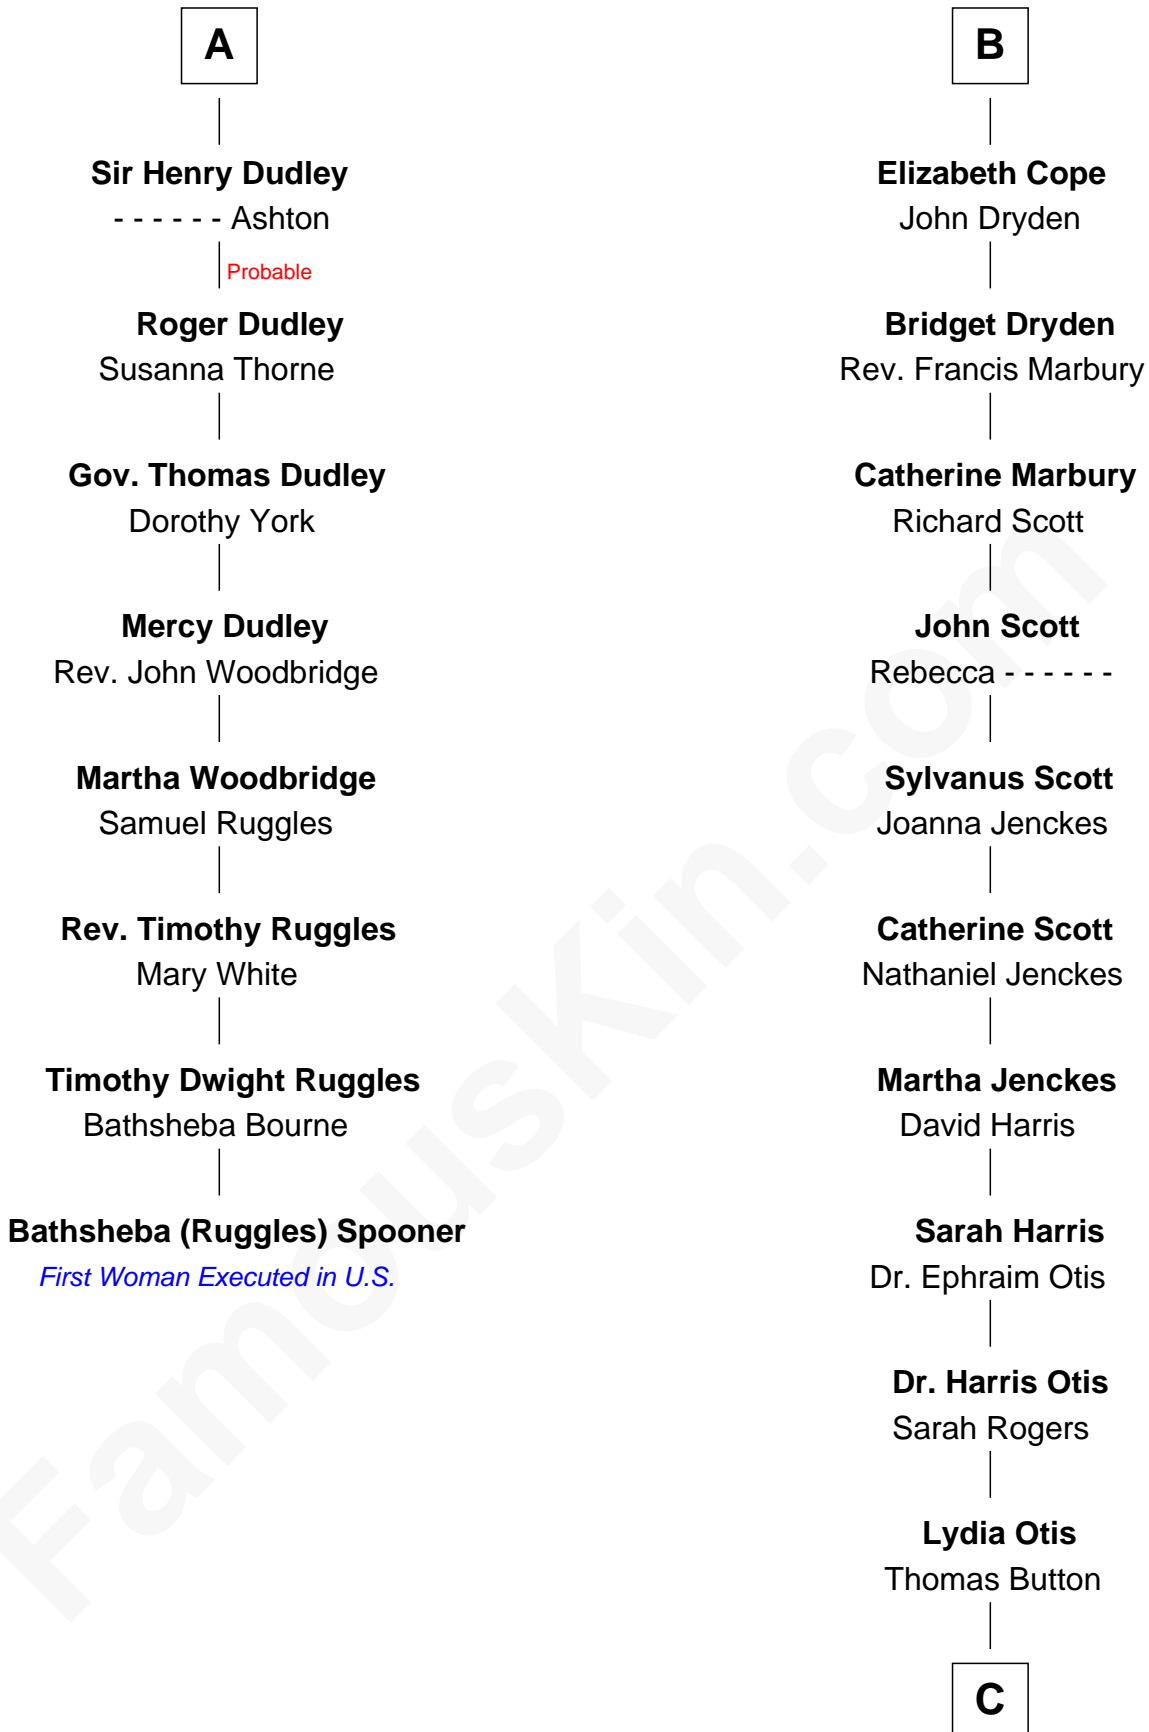 A
Sir Henry Dudley
- - - - - - Ashton
Probable
Roger Dudley
Susanna Thorne
Gov. Thomas Dudley
Dorothy York
Mercy Dudley
Rev. John Woodbridge
Martha Woodbridge
Samuel Ruggles
Rev. Timothy Ruggles
Mary White
Timothy Dwight Ruggles
Bathsheba Bourne
Bathsheba (Ruggles) Spooner
First Woman Executed in U.S.
B
Elizabeth Cope
John Dryden
Bridget Dryden
Rev. Francis Marbury
Catherine Marbury
Richard Scott
John Scott
Rebecca - - - - - -
Sylvanus Scott
Joanna Jenckes
Catherine Scott
Nathaniel Jenckes
Martha Jenckes
David Harris
Sarah Harris
Dr. Ephraim Otis
Dr. Harris Otis
Sarah Rogers
Lydia Otis
Thomas Button
C
FamousKin.com